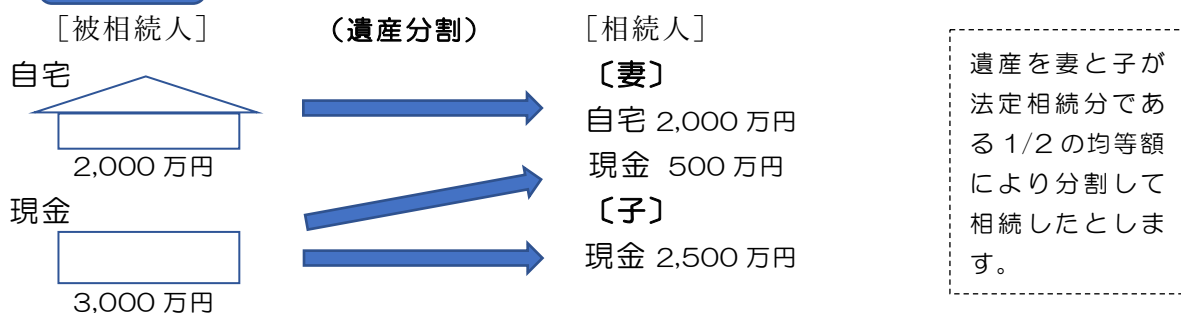 ［被相続人］ （遺産分割） ［相続人］
自宅
2,000 万円
現金
3,000 万円
〔妻〕
自宅 2,000 万円
現金 500 万円
〔子〕
現金 2,500 万円
遺産を妻と子が
法定相続分であ
る 1/2 の均等額
により分割して
相続したとしま
す。